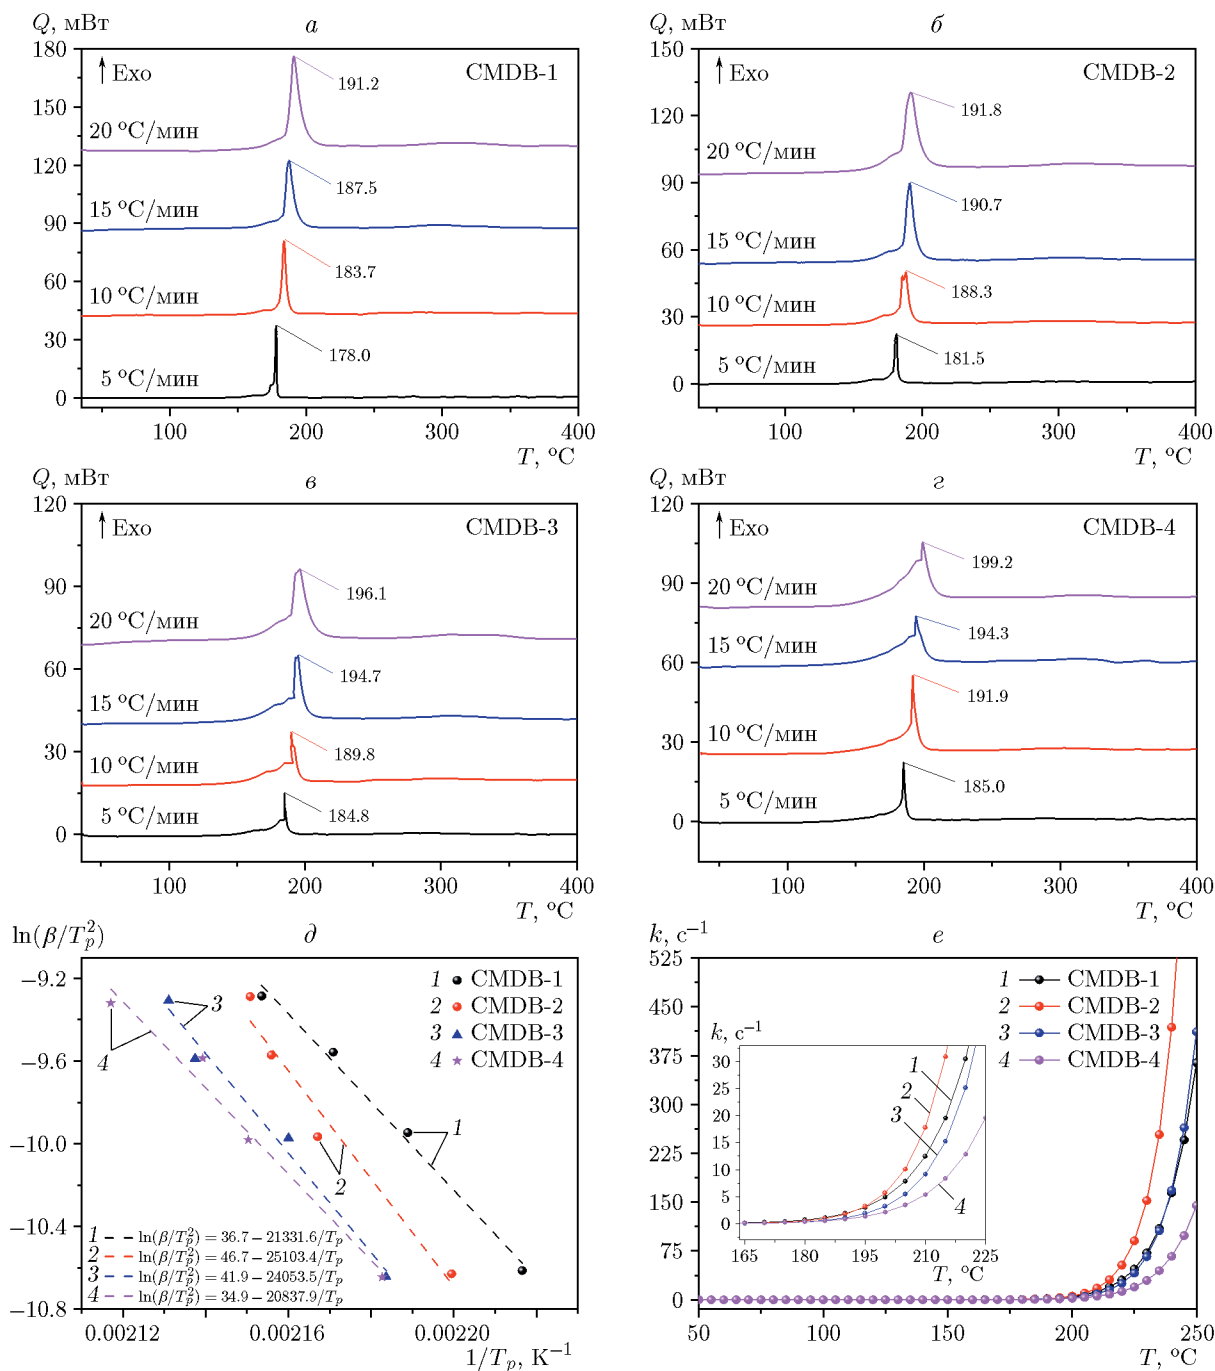 Q, мВт
а
180
Exo
CMDB-1
191.2
150
20 °C/мин
120
187.5
15 °C/мин
90
183.7
60
10 °C/мин
178.0
30
5 °C/мин
0
100 200 300 400
T, °C
Q, мВт
б
150
Exo
CMDB-2
191.8
120
20 °C/мин
90
190.7
15 °C/мин
60
188.3
10 °C/мин
30
181.5
5 °C/мин
0
100 200 300 400
T, °C
Q, мВт
в
120
Exo
CMDB-3
90
196.1
20 °C/мин
60
194.7
15 °C/мин
30
189.8
10 °C/мин
184.8
5 °C/мин
0
100 200 300 400
T, °C
Q, мВт
г
120
Exo
CMDB-4
199.2
90
20 °C/мин
194.3
15 °C/мин
60
191.9
10 °C/мин
30
185.0
5 °C/мин
0
100 200 300 400
T, °C
ln(β/T_p^2)
д
−9.2
1 CMDB-1
2 CMDB-2
3 CMDB-3
4 CMDB-4
3
4
−9.6
−10.0
1
2
−10.4
1 ln(β/T_p^2) = 36.7 − 21331.6/T_p
2 ln(β/T_p^2) = 46.7 − 25103.4/T_p
3 ln(β/T_p^2) = 41.9 − 24053.5/T_p
4 ln(β/T_p^2) = 34.9 − 20837.9/T_p
−10.8
0.00212 0.00216 0.00220
1/T_p, K⁻¹
k, с⁻¹
е
525
1 CMDB-1
2 CMDB-2
3 CMDB-3
4 CMDB-4
450
375
300
225
150
75
0
k, с⁻¹
30
25
20
15
10
5
0
1
2
3
4
165 180 195 210 225
T, °C
50 100 150 200 250
T, °C